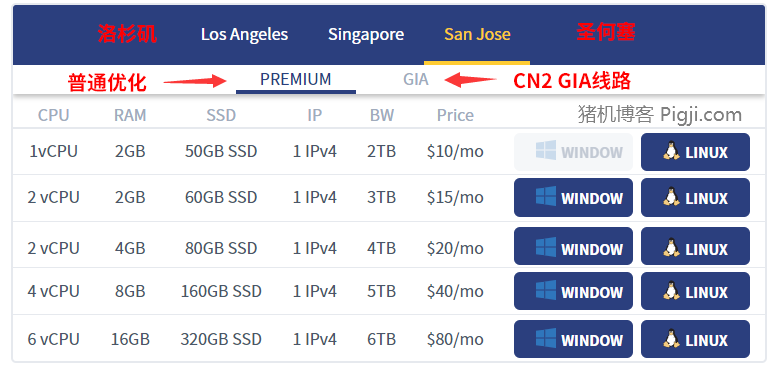 洛杉矶 Los Angeles Singapore San Jose 圣何塞
普通优化 PREMIUM GIA CN2 GIA线路
CPU RAM SSD IP BW Price 猪机博客 Pigji.com
1vCPU 2GB 50GB SSD 1 IPv4 2TB $10/mo WINDOW LINUX
2 vCPU 2GB 60GB SSD 1 IPv4 3TB $15/mo WINDOW LINUX
2 vCPU 4GB 80GB SSD 1 IPv4 4TB $20/mo WINDOW LINUX
4 vCPU 8GB 160GB SSD 1 IPv4 5TB $40/mo WINDOW LINUX
6 vCPU 16GB 320GB SSD 1 IPv4 6TB $80/mo WINDOW LINUX